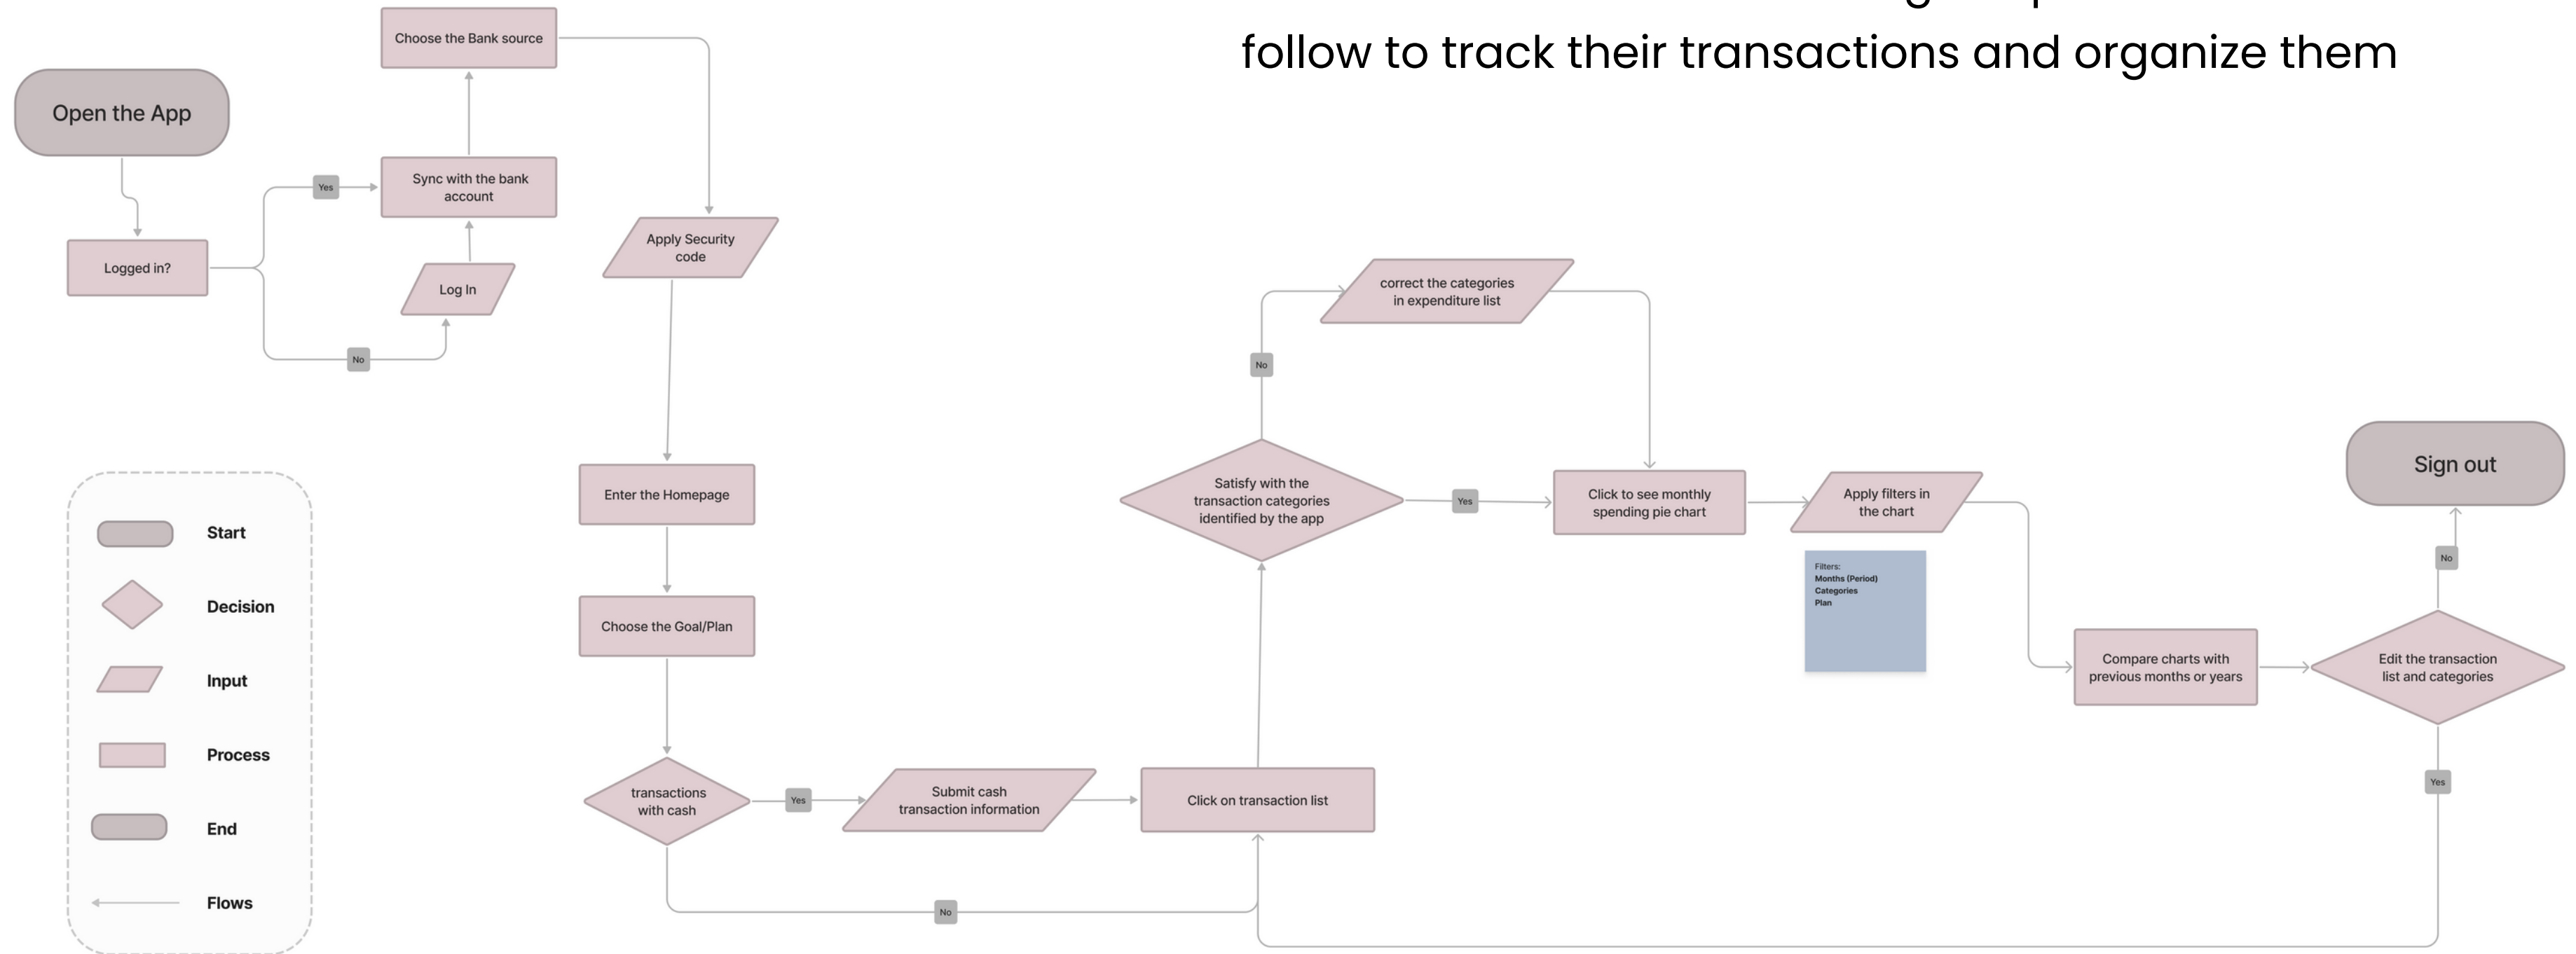 follow to track their transactions and organize them
Choose the Bank source
Open the App
Sync with the bank
account
Yes
Logged in?
Log In
No
Apply Security
code
Enter the Homepage
Choose the Goal/Plan
transactions
with cash
Yes
Submit cash
transaction information
Click on transaction list
No
Satisfy with the
transaction categories
identified by the app
No
correct the categories
in expenditure list
Yes
Click to see monthly
spending pie chart
Apply filters in
the chart
Filters:
Months (Period)
Categories
Plan
Compare charts with
previous months or years
Edit the transaction
list and categories
No
Sign out
Yes
Start
Decision
Input
Process
End
Flows